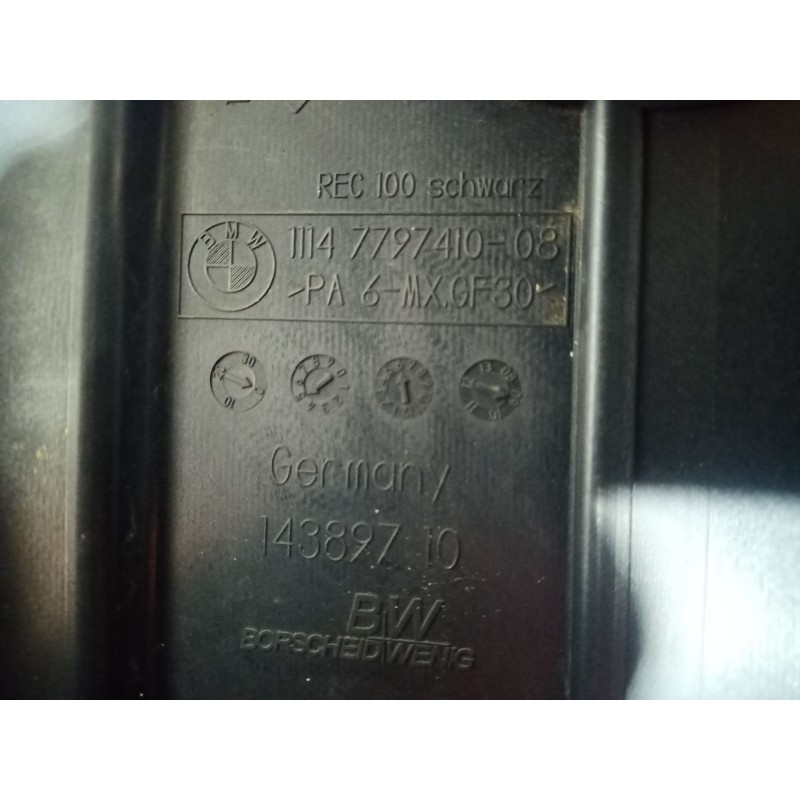 REC 100 schwarz
BMW
1114 7797410-08
>PA 6-MX.GF30<
Germany
143897 10
BW
BORSCHEID WENIG